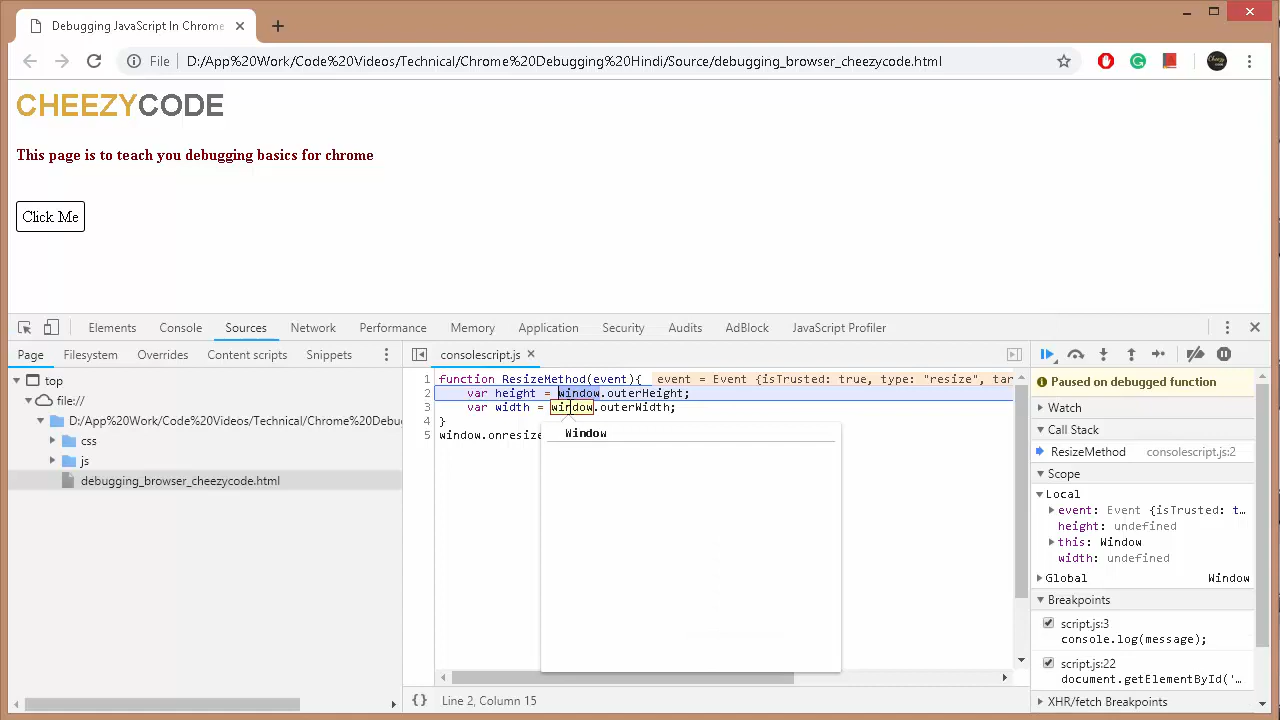 Debugging JavaScript In Chrome
File D:/App%20Work/Code%20Videos/Technical/Chrome%20Debugging%20Hindi/Source/debugging_browser_cheezycode.htm
CHEEZYCODE
This page is to teach you debugging basics for chrome
Click Me
Elements Console Sources Network Performance Memory Application Security Audits AdBlock JavaScript Profiler
Page Filesystem Overrides Content scripts Snippets
top
file://
D:/App%20Work/Code%20Videos/Technical/Chrome%20Debu
css
js
debugging_browser_cheezycode.html
consolescript.js
1 function ResizeMethod(event){ event = Event {isTrusted: true, type: "resize", tar
2 var height = window.outerHeight;
3 var width = window.outerWidth;
4 }
5 window.onresize
Window
{} Line 2, Column 15
Paused on debugged function
Watch
Call Stack
ResizeMethod consolescript.js:2
Scope
Local
event: Event {isTrusted: t…
height: undefined
this: Window
width: undefined
Global Window
Breakpoints
script.js:3
console.log(message);
script.js:22
document.getElementById('…
XHR/fetch Breakpoints